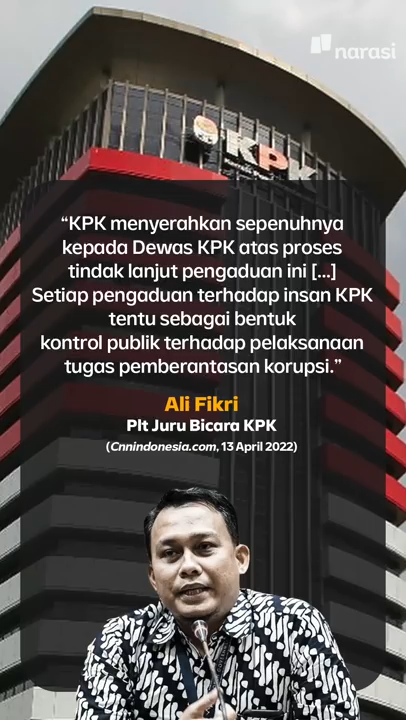 narasi
KPK
“KPK menyerahkan sepenuhnya
kepada Dewas KPK atas proses
tindak lanjut pengaduan ini [...]
Setiap pengaduan terhadap insan KPK
tentu sebagai bentuk
kontrol publik terhadap pelaksanaan
tugas pemberantasan korupsi.”
Ali Fikri
Plt Juru Bicara KPK
(Cnnindonesia.com, 13 April 2022)